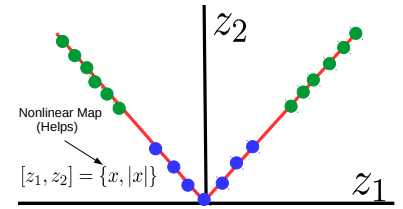 z₂
Nonlinear Map
(Helps)
[z₁, z₂] = {x, |x|}
z₁